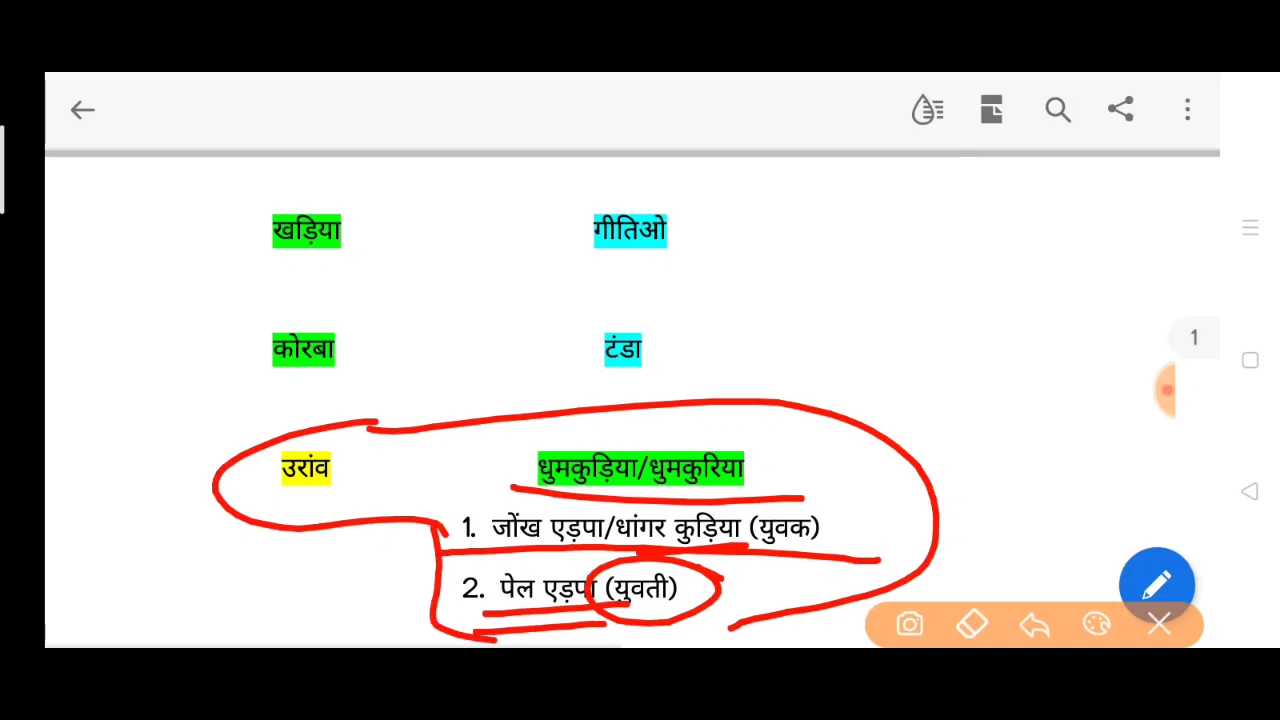 खड़िया गीतिओ
कोरबा टंडा
1
उरांव धुमकुड़िया/धुमकुरिया
1. जोंख एड़पा/धांगर कुड़िया (युवक)
2. पेल एड़पा (युवती)